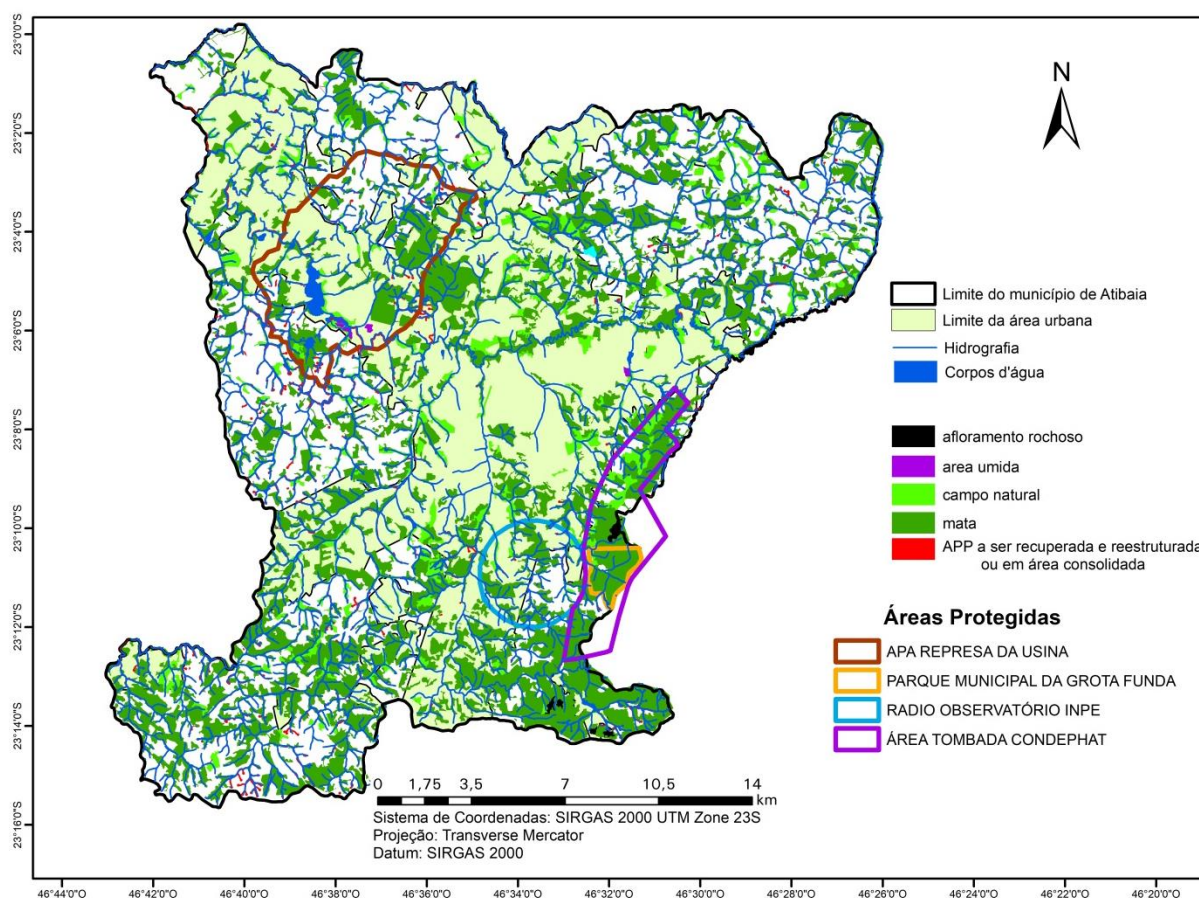 23°0'0"S
23°2'0"S
23°4'0"S
23°6'0"S
23°8'0"S
23°10'0"S
23°12'0"S
23°14'0"S
23°16'0"S
N
Limite do município de Atibaia
Limite da área urbana
Hidrografia
Corpos d'água
afloramento rochoso
area umida
campo natural
mata
APP a ser recuperada e reestruturada
ou em área consolidada
Áreas Protegidas
APA REPRESA DA USINA
PARQUE MUNICIPAL DA GROTA FUNDA
RADIO OBSERVATÓRIO INPE
ÁREA TOMBADA CONDEPHAT
0 1,75 3,5 7 10,5 14
km
Sistema de Coordenadas: SIRGAS 2000 UTM Zone 23S
Projeção: Transverse Mercator
Datum: SIRGAS 2000
46°44'0"O 46°42'0"O 46°40'0"O 46°38'0"O 46°36'0"O 46°34'0"O 46°32'0"O 46°30'0"O 46°28'0"O 46°26'0"O 46°24'0"O 46°22'0"O 46°20'0"O